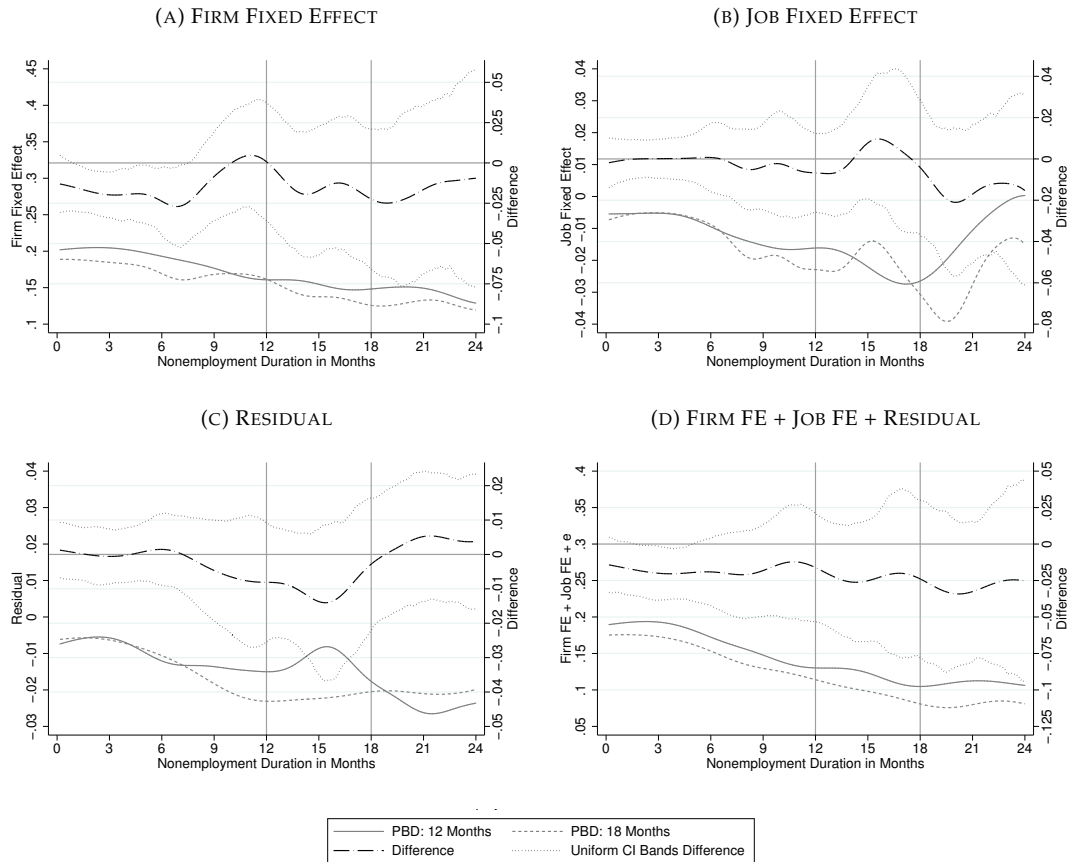 (A) FIRM FIXED EFFECT
.45
.4
.35
.3
.25
.2
.15
.1
Firm Fixed Effect
.05
.025
0
-.025
-.05
-.075
-.1
Difference
0 3 6 9 12 15 18 21 24
Nonemployment Duration in Months
(B) JOB FIXED EFFECT
.04
.03
.02
.01
0
-.01
-.02
-.03
-.04
Job Fixed Effect
.04
.02
0
-.02
-.04
-.06
-.08
Difference
0 3 6 9 12 15 18 21 24
Nonemployment Duration in Months
(C) RESIDUAL
.04
.03
.02
.01
0
-.01
-.02
-.03
Residual
.02
.01
0
-.01
-.02
-.03
-.04
-.05
Difference
0 3 6 9 12 15 18 21 24
Nonemployment Duration in Months
(D) FIRM FE + JOB FE + RESIDUAL
.4
.35
.3
.25
.2
.15
.1
.05
Firm FE + Job FE + e
.05
.025
0
-.025
-.05
-.075
-.1
-.125
Difference
0 3 6 9 12 15 18 21 24
Nonemployment Duration in Months
PBD: 12 Months PBD: 18 Months
Difference Uniform CI Bands Difference